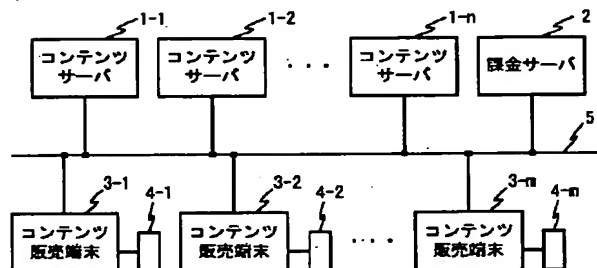 1-1 1-2 1-n 2
コンテンツ コンテンツ コンテンツ 課金サーバ
サーバ サーバ ・・・ サーバ
5
3-1 4-1 3-2 4-2 3-m 4-m
コンテンツ コンテンツ コンテンツ
販売端末 販売端末 ・・・・ 販売端末